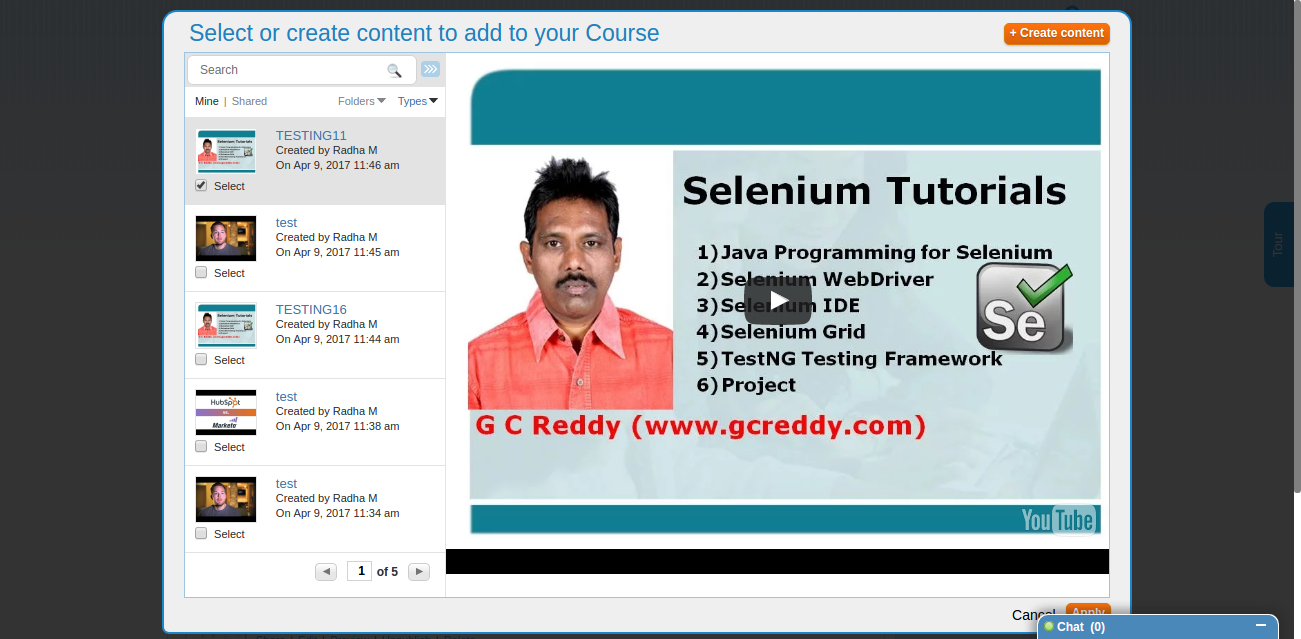 Select or create content to add to your Course
+ Create content
Search
Mine | Shared
Folders Types
TESTING11
Created by Radha M
On Apr 9, 2017 11:46 am
Select
test
Created by Radha M
On Apr 9, 2017 11:45 am
Select
TESTING16
Created by Radha M
On Apr 9, 2017 11:44 am
Select
HubSpot
vs.
Marketo
test
Created by Radha M
On Apr 9, 2017 11:38 am
Select
test
Created by Radha M
On Apr 9, 2017 11:34 am
Select
1 of 5
Selenium Tutorials
1)Java Programming for Selenium
2)Selenium WebDriver
3)Selenium IDE
4)Selenium Grid
5)TestNG Testing Framework
6)Project
Se
G C Reddy (www.gcreddy.com)
YouTube
Tour
Cancel
Apply
Chat (0)